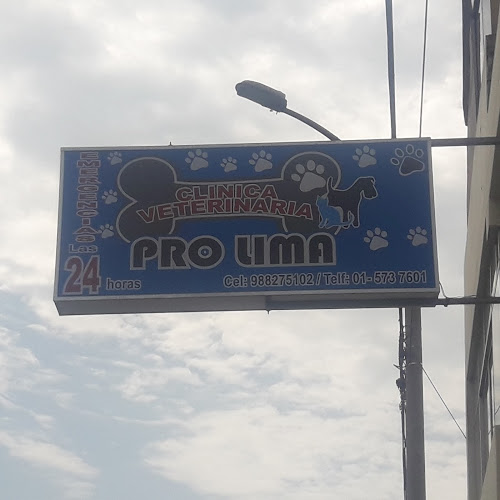 EMERGENCIAS
Las
24
horas
CLINICA
VETERINARIA
PRO LIMA
Cel: 988275102 / Telf: 01- 573 7601